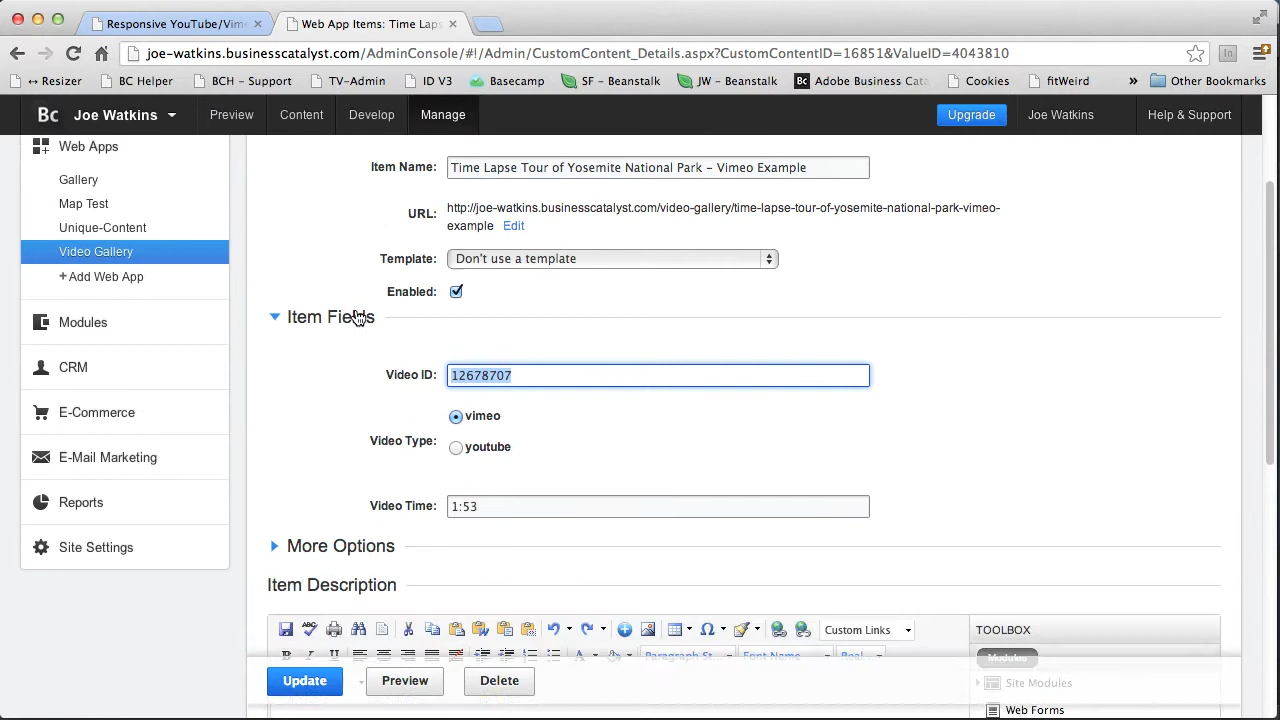 Responsive YouTube/Vim
Web App Items: Time Laps
joe-watkins.businesscatalyst.com/AdminConsole/#!/Admin/CustomContent_Details.aspx?CustomContentID=16851&ValueID=4043810
Resizer
BC Helper
BCH - Support
TV-Admin
ID V3
Basecamp
SF - Beanstalk
JW - Beanstalk
Bc Adobe Business Cata
Cookies
fitWeird
»
Other Bookmarks
Bc Joe Watkins
Preview
Content
Develop
Manage
Upgrade
Joe Watkins
Help & Support
Web Apps
Gallery
Map Test
Unique-Content
Video Gallery
+ Add Web App
Modules
CRM
E-Commerce
E-Mail Marketing
Reports
Site Settings
Item Name: Time Lapse Tour of Yosemite National Park - Vimeo Example
URL: http://joe-watkins.businesscatalyst.com/video-gallery/time-lapse-tour-of-yosemite-national-park-vimeo-
example Edit
Template: Don't use a template
Enabled:
Item Fields
Video ID: 12678707
vimeo
Video Type:
youtube
Video Time: 1:53
More Options
Item Description
Custom Links
TOOLBOX
Paragraph St...
Font Name
Real...
Modules
Site Modules
Web Forms
Update
Preview
Delete